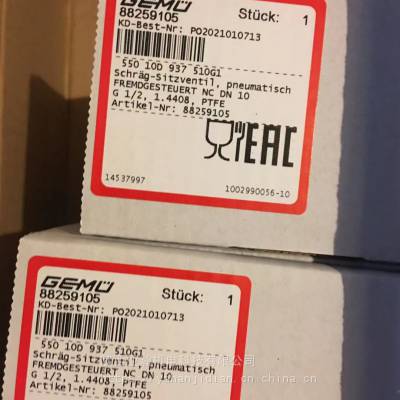 GEMÜ
88259105 Stück: 1
KD-Best-Nr: PO2021010713
550 10D 937 510G1
Schräg-Sitzventil, pneumatisch
FREMDGESTEUERT NC DN 10
G 1/2, 1.4408, PTFE
Artikel-Nr: 88259105
EAC
14537997 1002990056-10
GEMÜ
88259105 Stück: 1
KD-Best-Nr: PO2021010713
550 10D 937 510G1
Schräg-Sitzventil, pneumatisch
FREMDGESTEUERT NC DN 10
G 1/2, 1.4408, PTFE
Artikel-Nr: 88259105